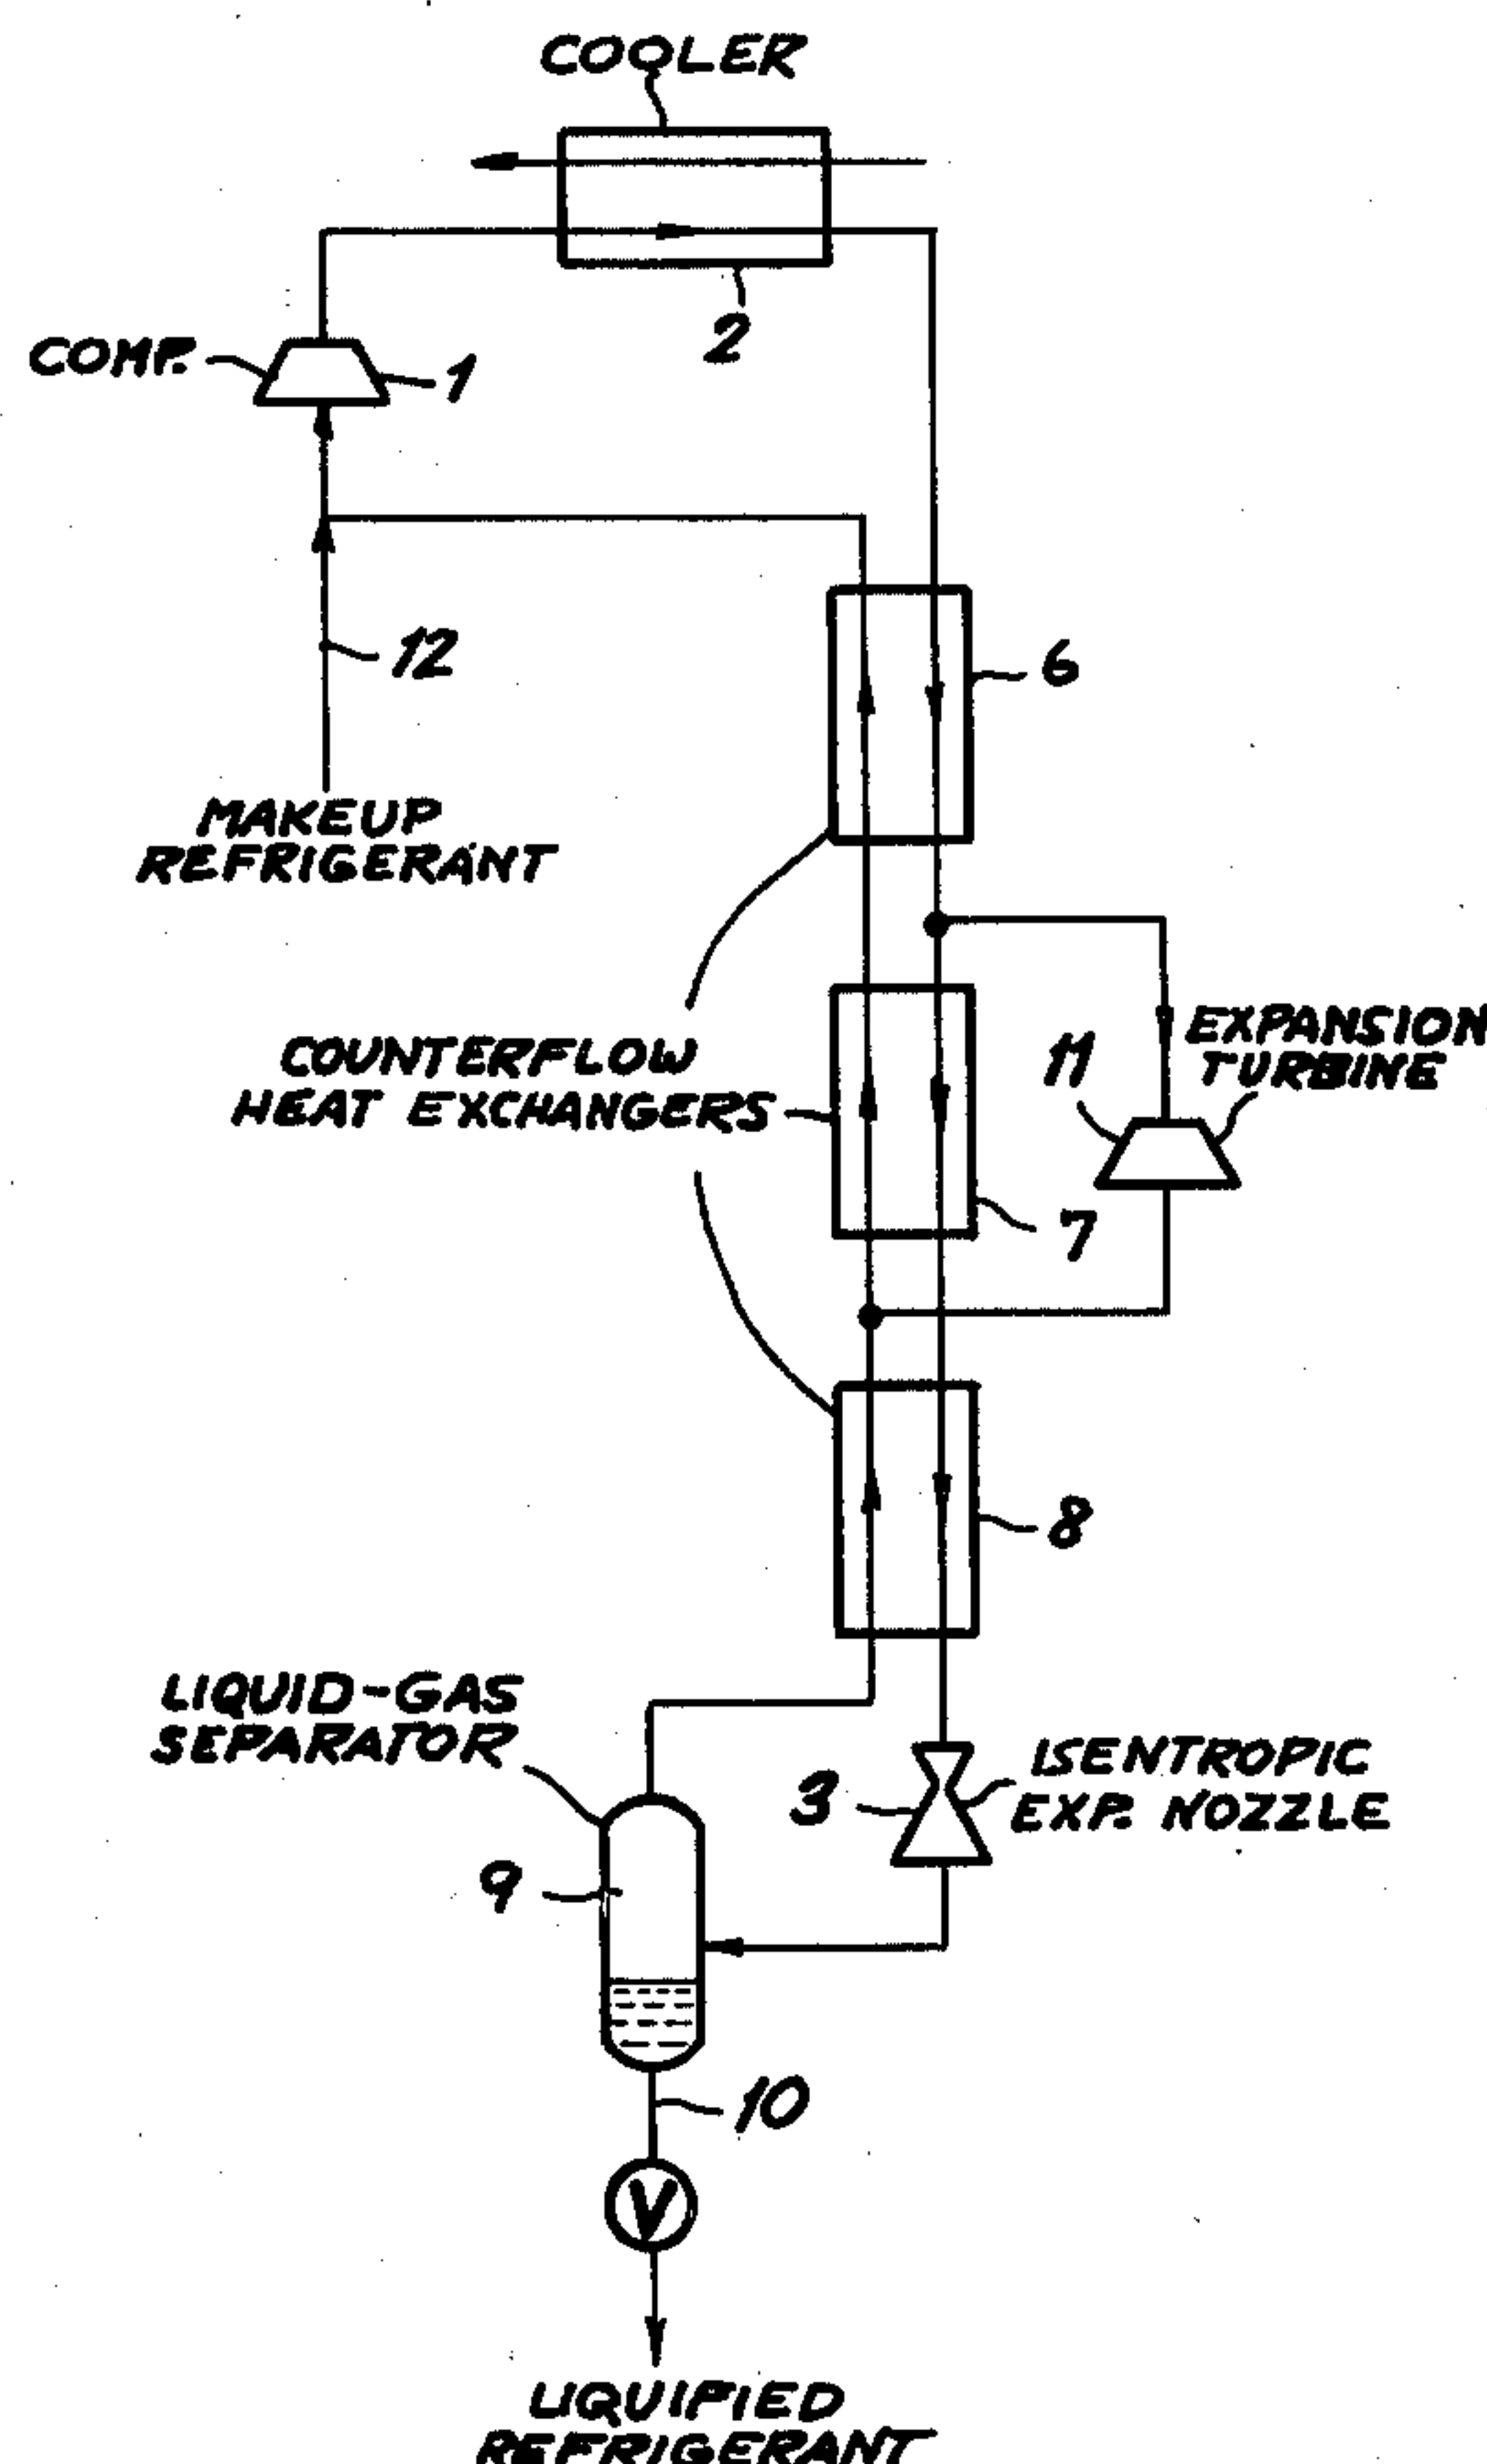 COOLER
2
COMP.
1
12
6
MAKEUP
REFRIGERANT
COUNTERFLOW
HEAT EXCHANGERS
11
EXPANSION
TURBINE
7
8
LIQUID-GAS
SEPARATOR
3
ISENTROPIC
EXP. NOZZLE
9
10
V
LIQUIFIED
REFRIGERANT